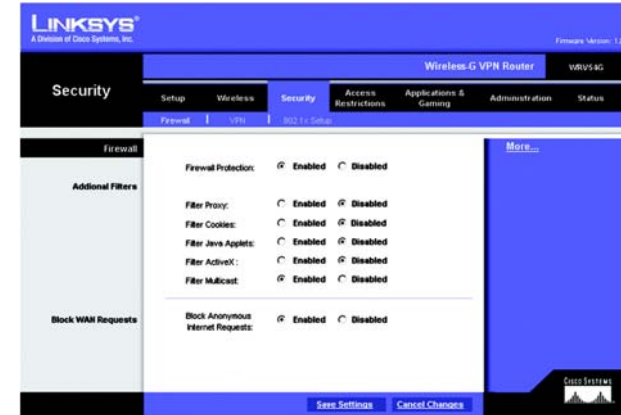 LINKSYS®
A Division of Cisco Systems, Inc.
Firmware Version: 1.
Wireless-G VPN Router WRV54G
Security
Setup Wireless Security Access Restrictions Applications & Gaming Administration Status
Firewall VPN 802.1x Setup
Firewall
More...
Firewall Protection: Enabled Disabled
Addional Filters
Filter Proxy: Enabled Disabled
Filter Cookies: Enabled Disabled
Filter Java Applets: Enabled Disabled
Filter ActiveX : Enabled Disabled
Filter Multicast: Enabled Disabled
Block WAN Requests
Block Anonymous
Internet Requests: Enabled Disabled
Save Settings Cancel Changes
CISCO SYSTEMS